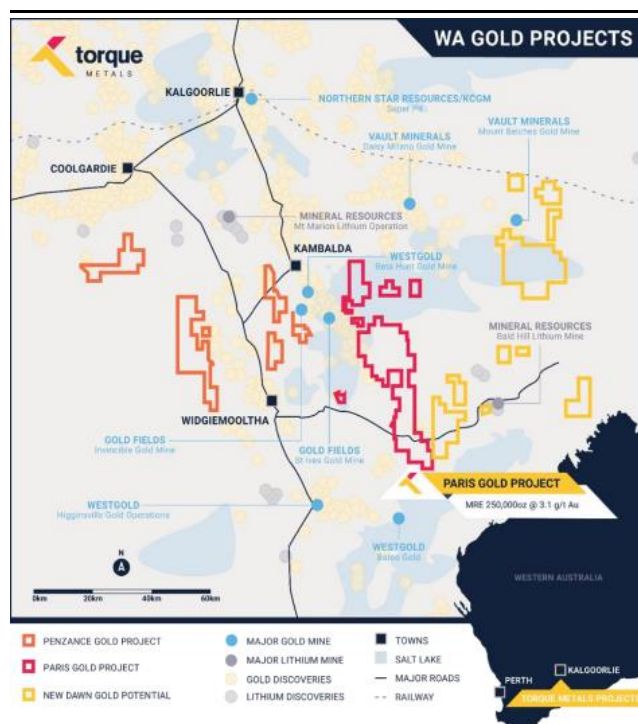 WA GOLD PROJECTS
torque
METALS
KALGOORLIE
NORTHERN STAR RESOURCES/KCGM
Super Pit
VAULT MINERALS
Mount Belches Gold Mine
VAULT MINERALS
Daisy Milano Gold Mine
COOLGARDIE
MINERAL RESOURCES
Mt Marion Lithium Operation
KAMBALDA
WESTGOLD
Beta Hunt Gold Mine
MINERAL RESOURCES
Bald Hill Lithium Mine
WIDGIEMOOLTHA
GOLD FIELDS
Invincible Gold Mine
GOLD FIELDS
St Ives Gold Mine
PARIS GOLD PROJECT
MRE 250,000oz @ 3.1 g/t Au
WESTGOLD
Higginsville Gold Operations
WESTGOLD
Baloo Gold
N
A
0km 20km 40km 60km
WESTERN AUSTRALIA
PENZANCE GOLD PROJECT
PARIS GOLD PROJECT
NEW DAWN GOLD POTENTIAL
MAJOR GOLD MINE
MAJOR LITHIUM MINE
GOLD DISCOVERIES
LITHIUM DISCOVERIES
TOWNS
SALT LAKE
MAJOR ROADS
RAILWAY
KALGOORLIE
PERTH
TORQUE METALS PROJECTS